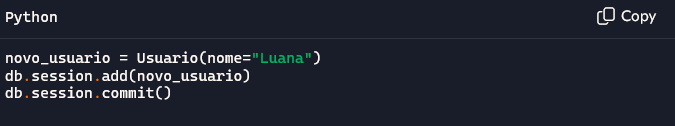 Python
Copy
novo_usuario = Usuario(nome="Luana")
db.session.add(novo_usuario)
db.session.commit()